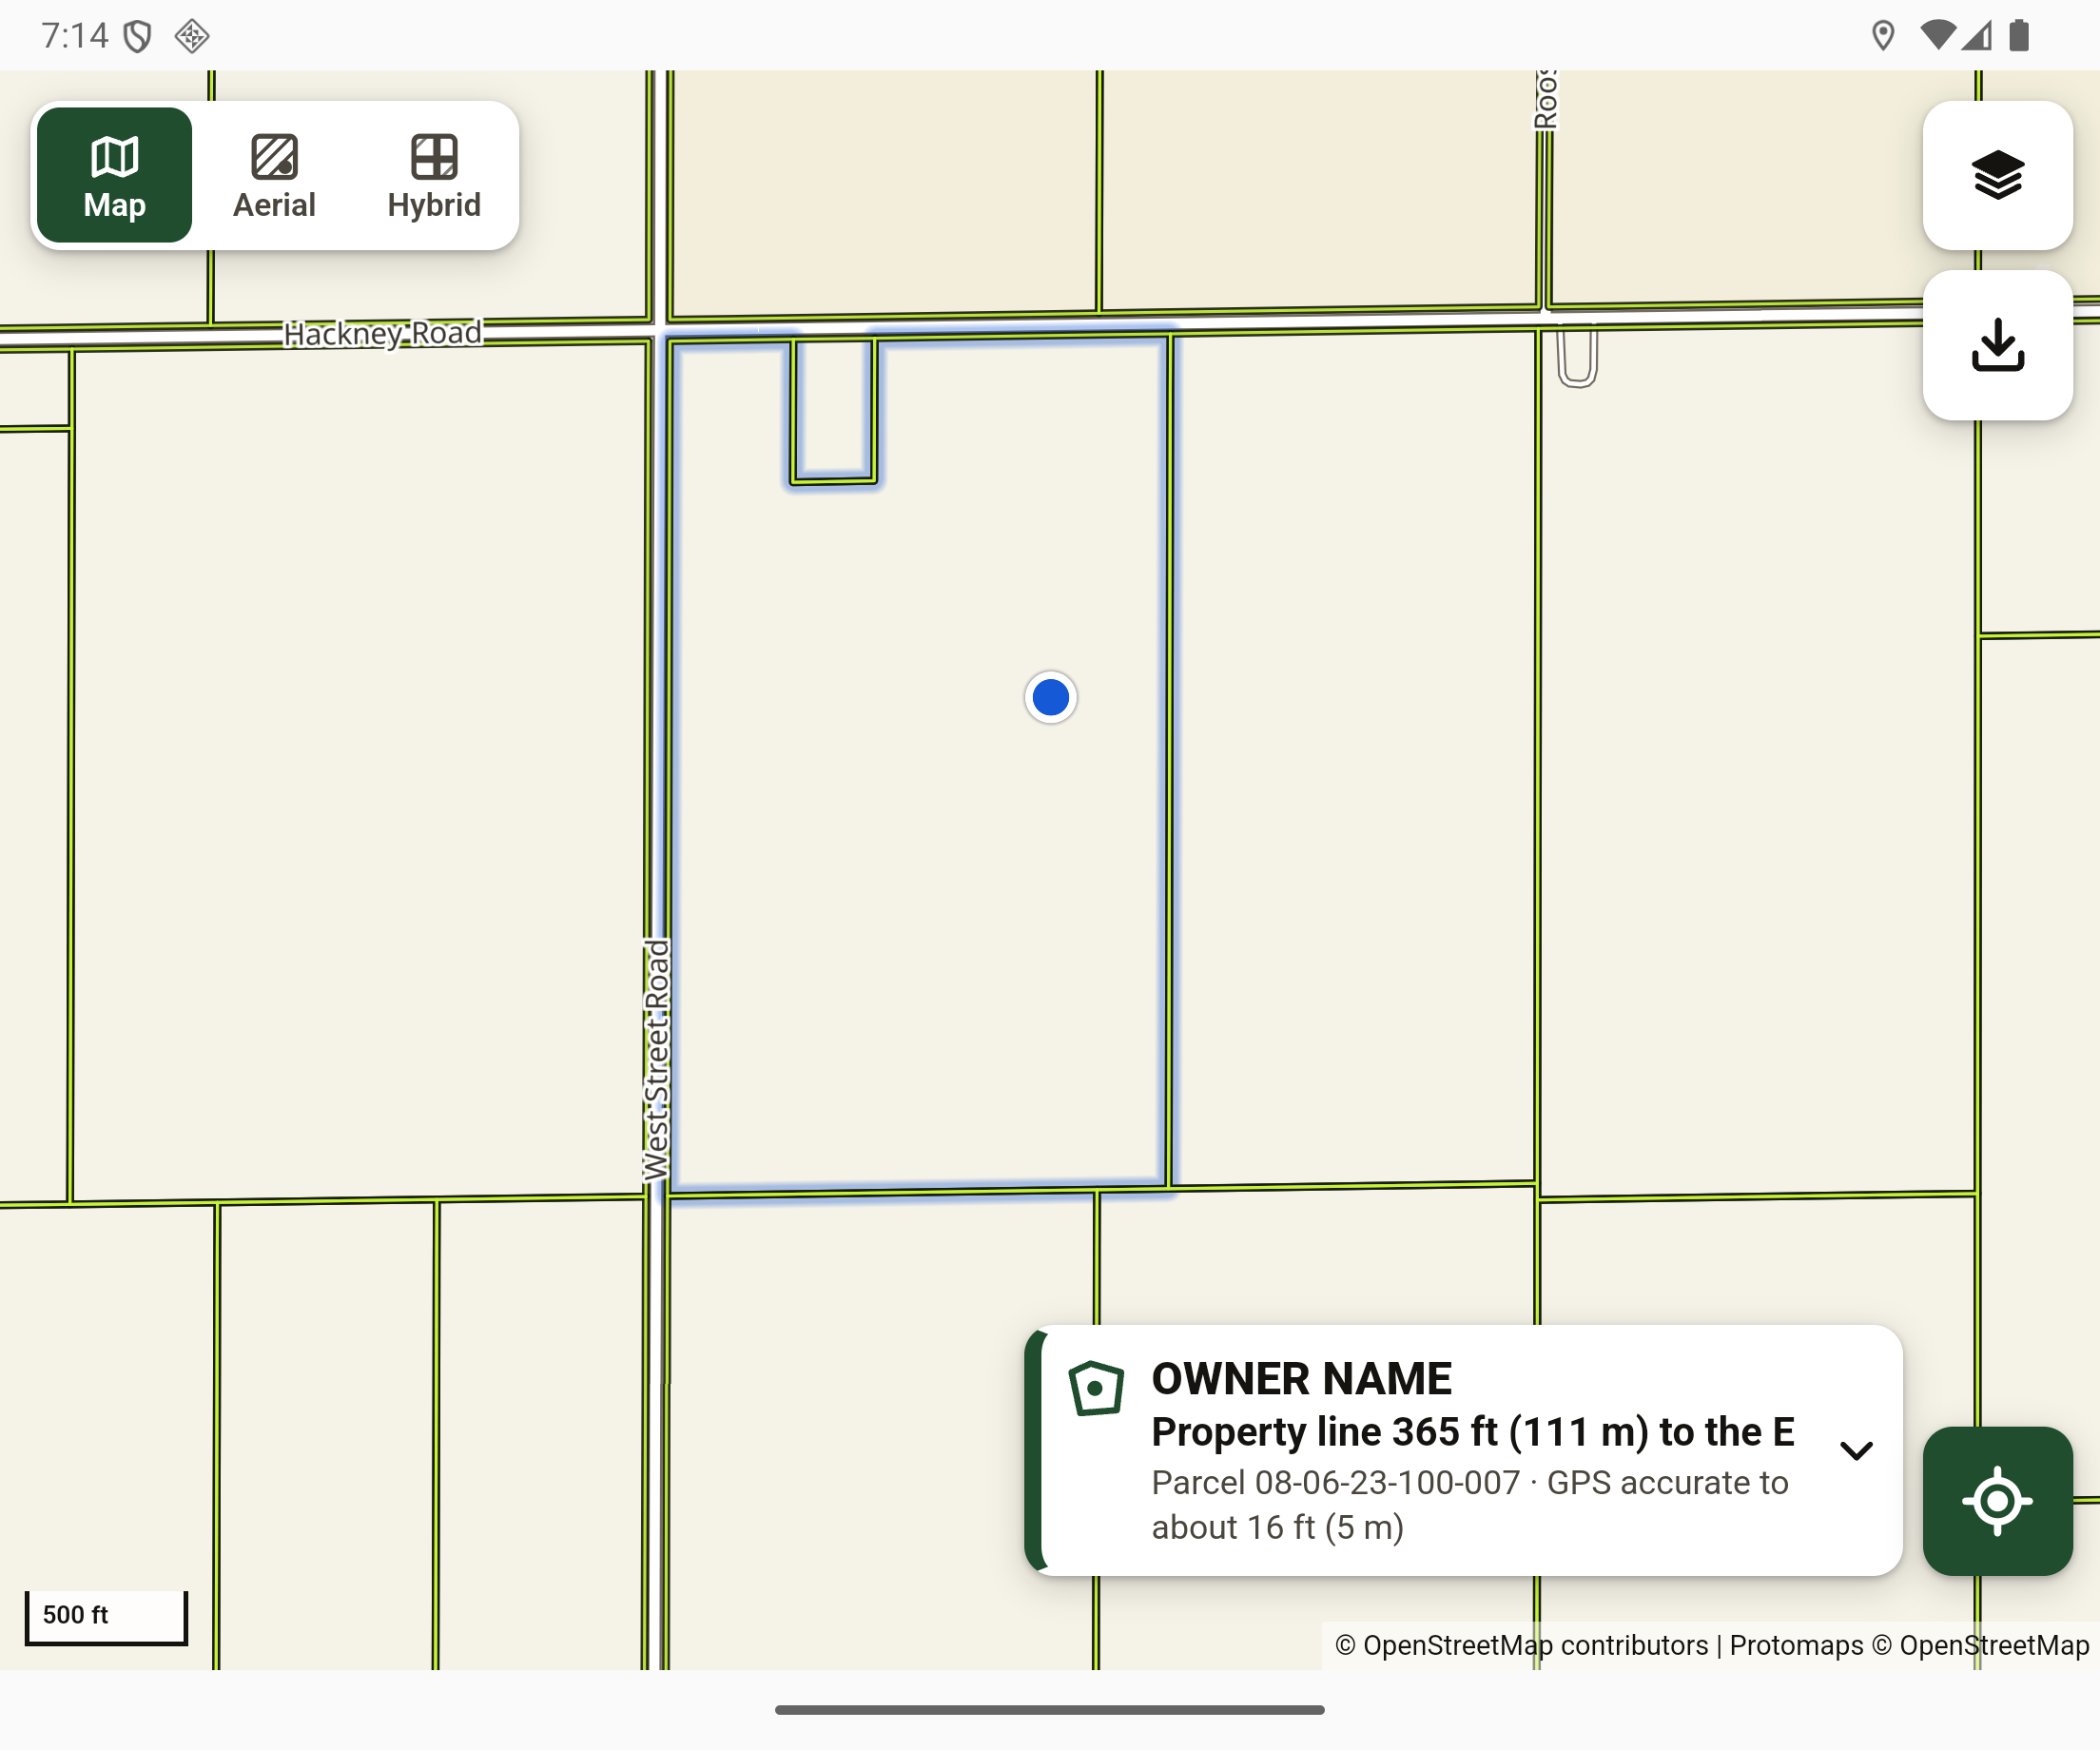 7:14
Roos
Map
Aerial
Hybrid
Hackney Road
West Street Road
OWNER NAME
Property line 365 ft (111 m) to the E
Parcel 08-06-23-100-007 · GPS accurate to
about 16 ft (5 m)
500 ft
© OpenStreetMap contributors | Protomaps © OpenStreetMap